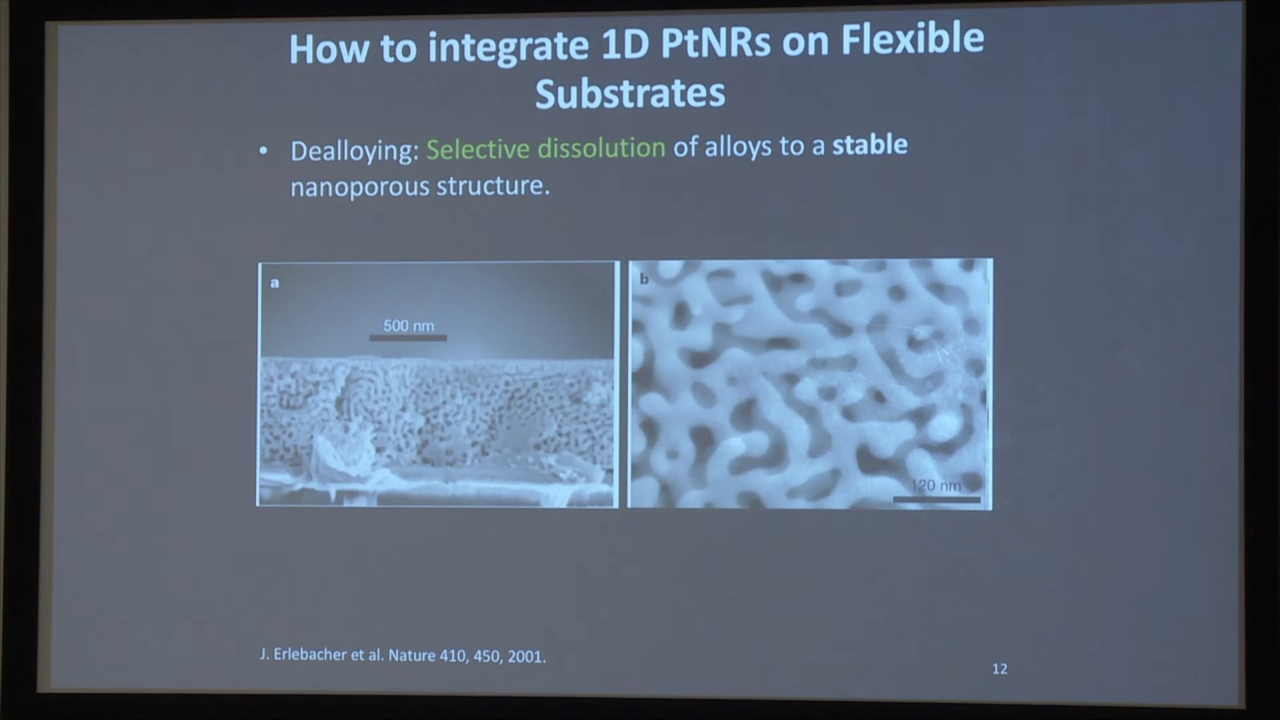 How to integrate 1D PtNRs on Flexible
Substrates
• Dealloying: Selective dissolution of alloys to a stable
nanoporous structure.
a
500 nm
b
120 nm
J. Erlebacher et al. Nature 410, 450, 2001.
12